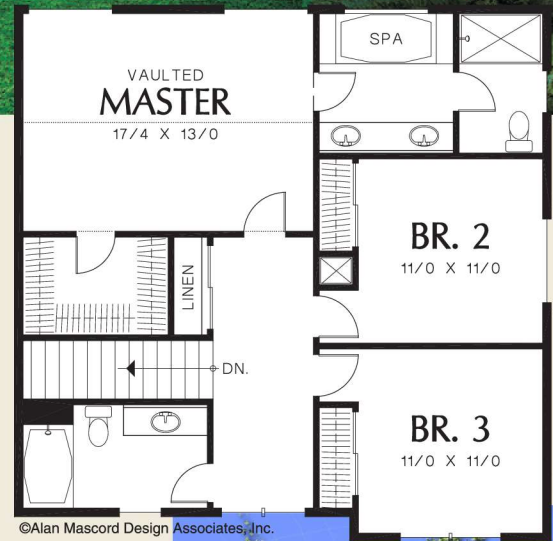 SPA
VAULTED
MASTER
17/4 X 13/0
BR. 2
11/0 X 11/0
LINEN
DN.
BR. 3
11/0 X 11/0
©Alan Mascord Design Associates, Inc.